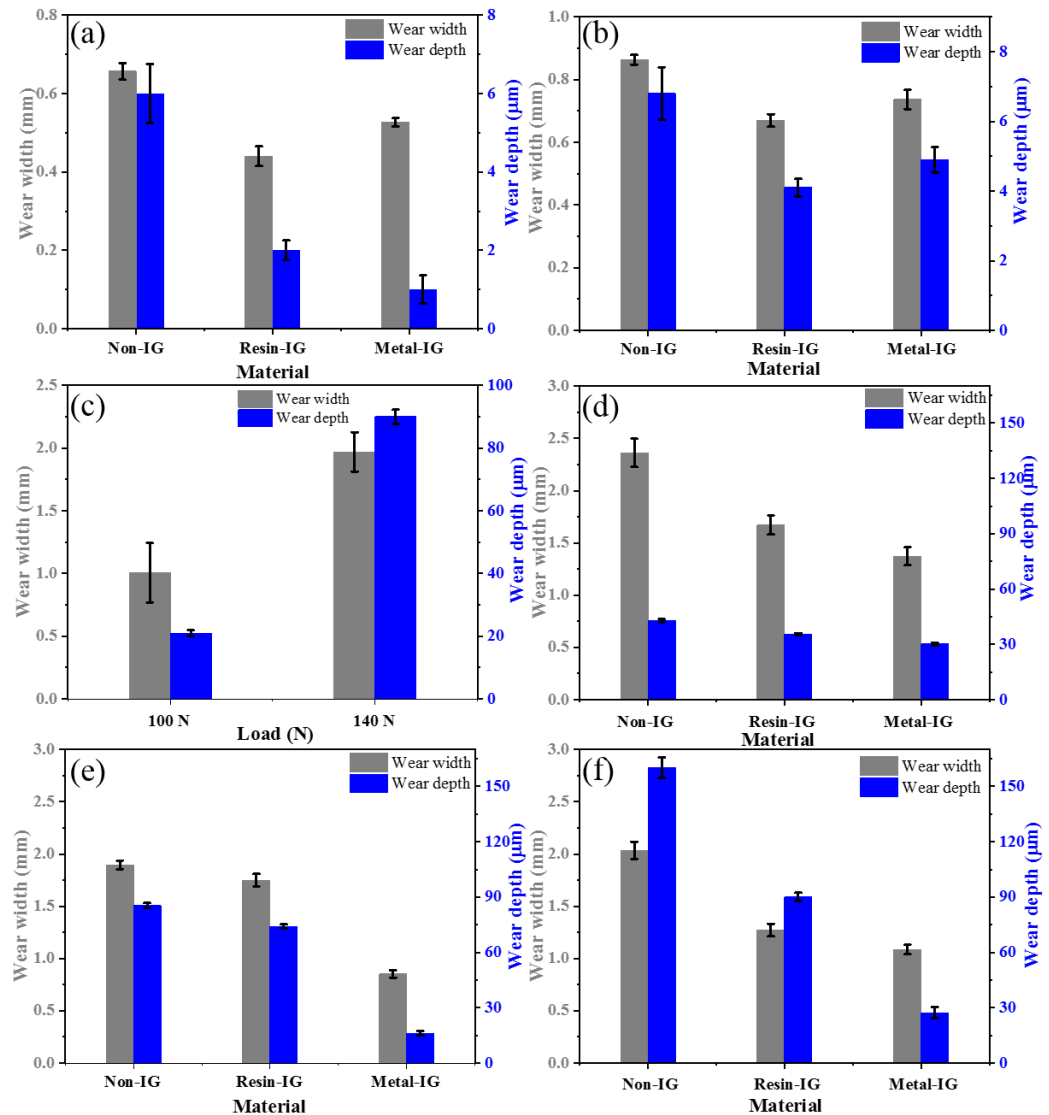 (a)
Wear width
Wear depth
Wear width (mm)
0.0
0.2
0.4
0.6
0.8
Wear depth (μm)
0
2
4
6
8
Non-IG Resin-IG Metal-IG
Material
(b)
Wear width
Wear depth
Wear width (mm)
0.0
0.2
0.4
0.6
0.8
1.0
Wear depth (μm)
0
2
4
6
8
Non-IG Resin-IG Metal-IG
Material
(c)
Wear width
Wear depth
Wear width (mm)
0.0
0.5
1.0
1.5
2.0
2.5
Wear depth (μm)
0
20
40
60
80
100
100 N 140 N
Load (N)
(d)
Wear width
Wear depth
Wear width (mm)
0.0
0.5
1.0
1.5
2.0
2.5
3.0
Wear depth (μm)
0
30
60
90
120
150
Non-IG Resin-IG Metal-IG
Material
(e)
Wear width
Wear depth
Wear width (mm)
0.0
0.5
1.0
1.5
2.0
2.5
3.0
Wear depth (μm)
0
30
60
90
120
150
Non-IG Resin-IG Metal-IG
Material
(f)
Wear width
Wear depth
Wear width (mm)
0.0
0.5
1.0
1.5
2.0
2.5
3.0
Wear depth (μm)
0
30
60
90
120
150
Non-IG Resin-IG Metal-IG
Material